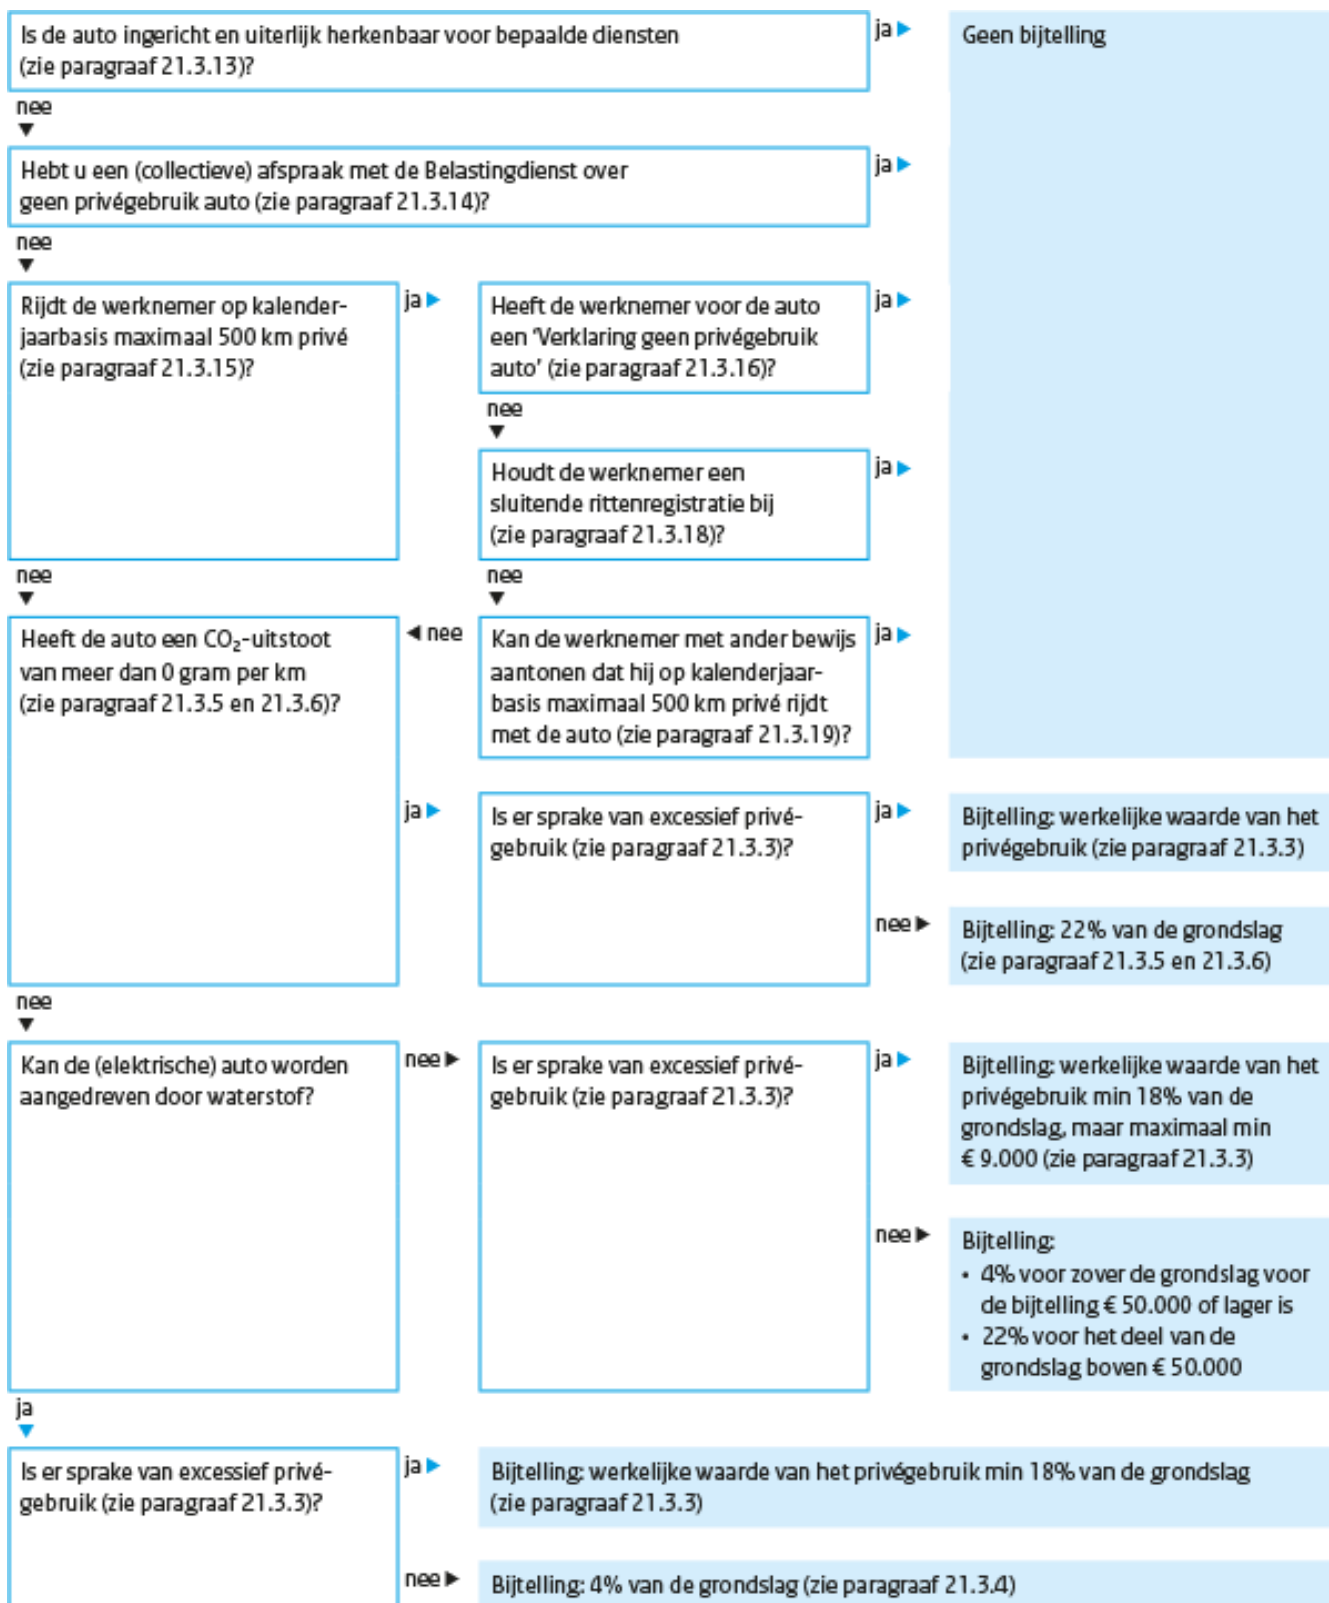 Is de auto ingericht en uiterlijk herkenbaar voor bepaalde diensten
(zie paragraaf 21.3.13)?
ja
Geen bijtelling
nee
Hebt u een (collectieve) afspraak met de Belastingdienst over
geen privégebruik auto (zie paragraaf 21.3.14)?
ja
nee
Rijdt de werknemer op kalender-
jaarbasis maximaal 500 km privé
(zie paragraaf 21.3.15)?
ja
Heeft de werknemer voor de auto
een ‘Verklaring geen privégebruik
auto’ (zie paragraaf 21.3.16)?
ja
nee
Houdt de werknemer een
sluitende rittenregistratie bij
(zie paragraaf 21.3.18)?
ja
nee
nee
Heeft de auto een CO₂-uitstoot
van meer dan 0 gram per km
(zie paragraaf 21.3.5 en 21.3.6)?
nee
Kan de werknemer met ander bewijs
aantonen dat hij op kalenderjaar-
basis maximaal 500 km privé rijdt
met de auto (zie paragraaf 21.3.19)?
ja
ja
Is er sprake van excessief privé-
gebruik (zie paragraaf 21.3.3)?
ja
Bijtelling: werkelijke waarde van het
privégebruik (zie paragraaf 21.3.3)
nee
Bijtelling: 22% van de grondslag
(zie paragraaf 21.3.5 en 21.3.6)
nee
Kan de (elektrische) auto worden
aangedreven door waterstof?
nee
Is er sprake van excessief privé-
gebruik (zie paragraaf 21.3.3)?
ja
Bijtelling: werkelijke waarde van het
privégebruik min 18% van de
grondslag, maar maximaal min
€ 9.000 (zie paragraaf 21.3.3)
nee
Bijtelling:
• 4% voor zover de grondslag voor
de bijtelling € 50.000 of lager is
• 22% voor het deel van de
grondslag boven € 50.000
ja
Is er sprake van excessief privé-
gebruik (zie paragraaf 21.3.3)?
ja
Bijtelling: werkelijke waarde van het privégebruik min 18% van de grondslag
(zie paragraaf 21.3.3)
nee
Bijtelling: 4% van de grondslag (zie paragraaf 21.3.4)